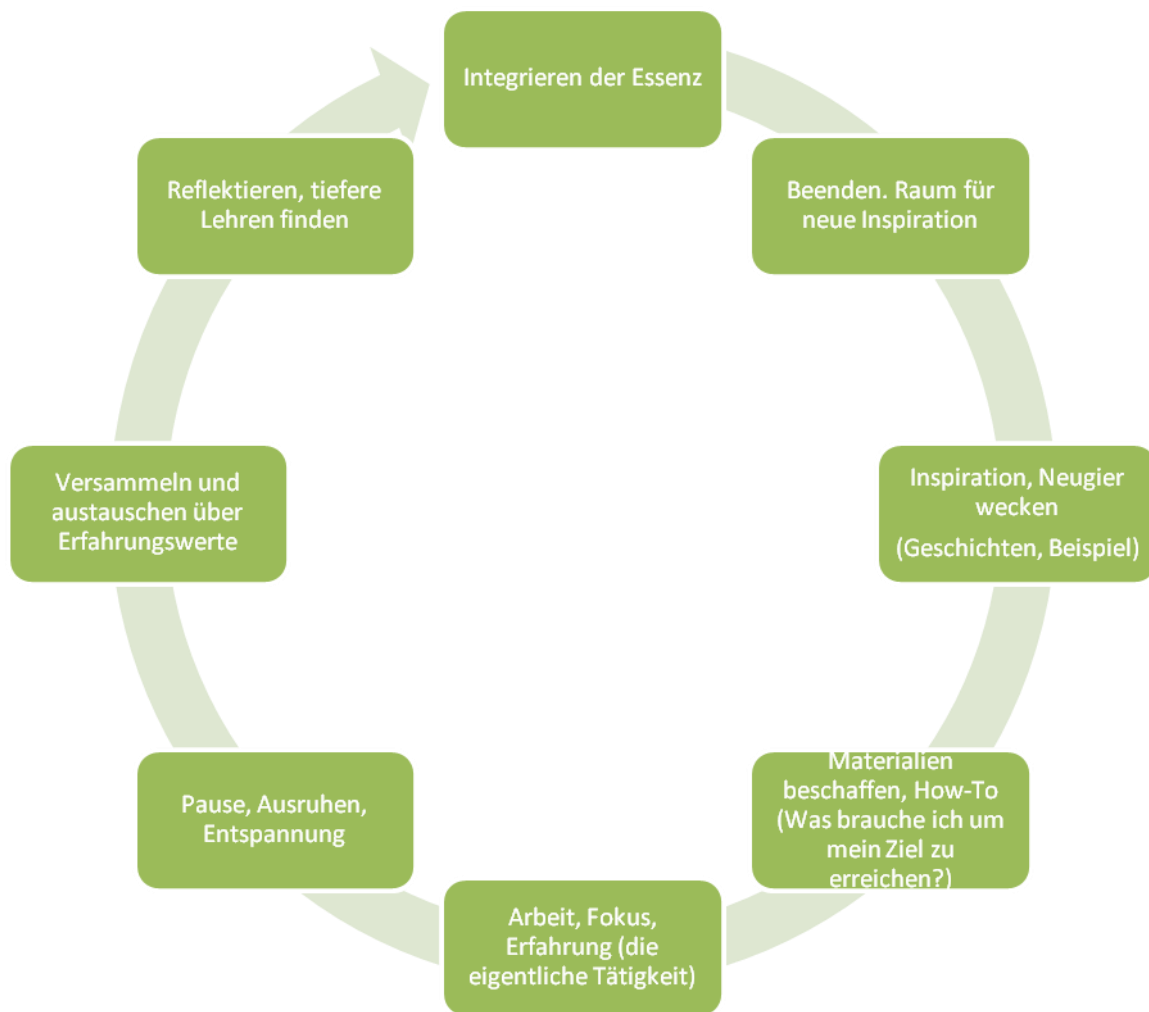 Integrieren der Essenz
Beenden. Raum für
neue Inspiration
Inspiration, Neugier
wecken
(Geschichten, Beispiel)
Materialien
beschaffen, How-To
(Was brauche ich um
mein Ziel zu
erreichen?)
Arbeit, Fokus,
Erfahrung (die
eigentliche Tätigkeit)
Pause, Ausruhen,
Entspannung
Versammeln und
austauschen über
Erfahrungswerte
Reflektieren, tiefere
Lehren finden